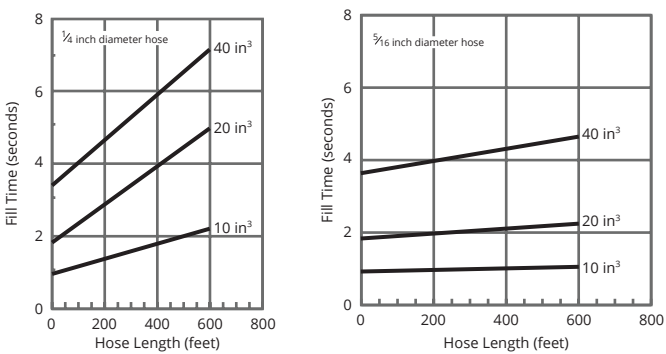 8
6
4
2
0
Fill Time (seconds)
¼ inch diameter hose
40 in³
20 in³
10 in³
0 200 400 600 800
Hose Length (feet)
8
6
4
2
0
Fill Time (seconds)
5⁄16 inch diameter hose
40 in³
20 in³
10 in³
0 200 400 600 800
Hose Length (feet)